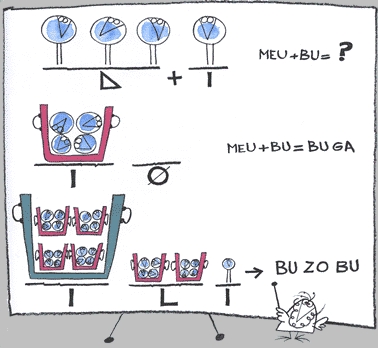 MEU + BU = ?
⊿ + I
MEU + BU = BU GA
I Ø
→ BU ZO BU
I L I